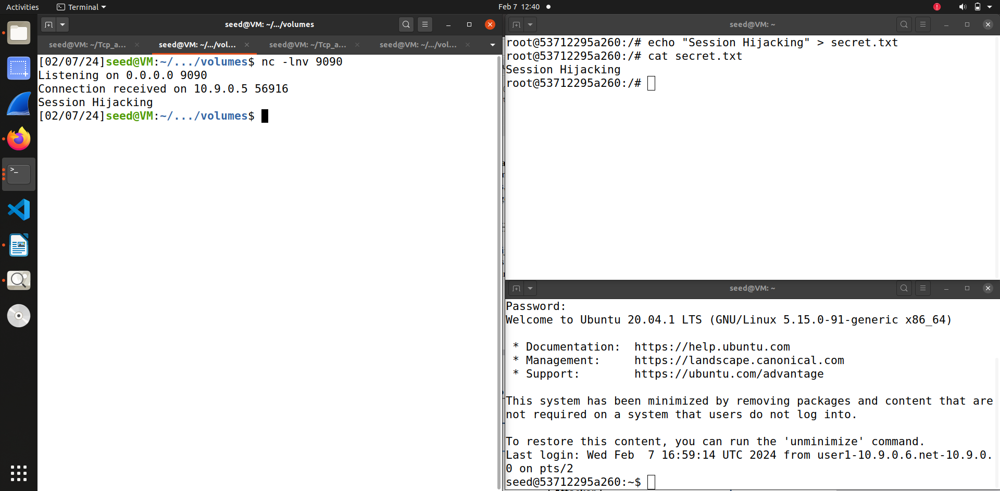 Activities
Terminal
Feb 7 12:40
seed@VM: ~/.../volumes
seed@VM: ~/Tcp_a...
seed@VM: ~/.../vol...
seed@VM: ~/Tcp_a...
seed@VM: ~/.../vol...
[02/07/24]seed@VM:~/.../volumes$ nc -lnv 9090
Listening on 0.0.0.0 9090
Connection received on 10.9.0.5 56916
Session Hijacking
[02/07/24]seed@VM:~/.../volumes$
seed@VM: ~
root@53712295a260:/# echo "Session Hijacking" > secret.txt
root@53712295a260:/# cat secret.txt
Session Hijacking
root@53712295a260:/#
seed@VM: ~
Password:
Welcome to Ubuntu 20.04.1 LTS (GNU/Linux 5.15.0-91-generic x86_64)
* Documentation: https://help.ubuntu.com
* Management: https://landscape.canonical.com
* Support: https://ubuntu.com/advantage
This system has been minimized by removing packages and content that are
not required on a system that users do not log into.
To restore this content, you can run the 'unminimize' command.
Last login: Wed Feb 7 16:59:14 UTC 2024 from user1-10.9.0.6.net-10.9.0.
0 on pts/2
seed@53712295a260:~$